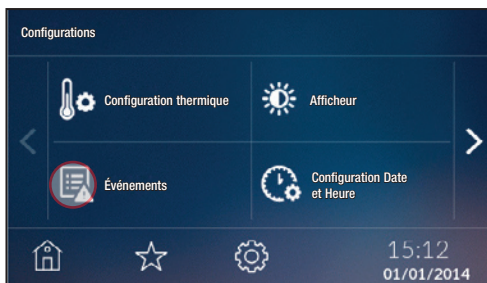 Configurations
Configuration thermique
Afficheur
Événements
Configuration Date
et Heure
15:12
01/01/2014